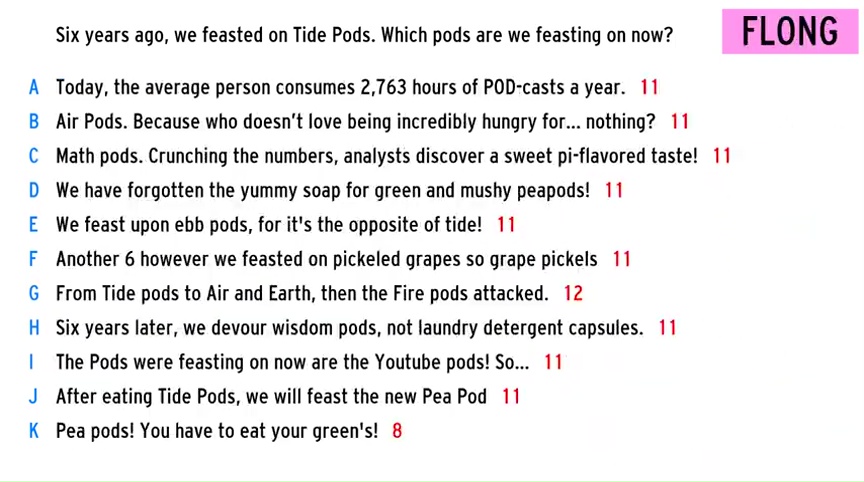 Six years ago, we feasted on Tide Pods. Which pods are we feasting on now?
FLONG
A Today, the average person consumes 2,763 hours of POD-casts a year. 11
B Air Pods. Because who doesn't love being incredibly hungry for... nothing? 11
C Math pods. Crunching the numbers, analysts discover a sweet pi-flavored taste! 11
D We have forgotten the yummy soap for green and mushy peapods! 11
E We feast upon ebb pods, for it's the opposite of tide! 11
F Another 6 however we feasted on pickeled grapes so grape pickels 11
G From Tide pods to Air and Earth, then the Fire pods attacked. 12
H Six years later, we devour wisdom pods, not laundry detergent capsules. 11
I The Pods were feasting on now are the Youtube pods! So... 11
J After eating Tide Pods, we will feast the new Pea Pod 11
K Pea pods! You have to eat your green's! 8